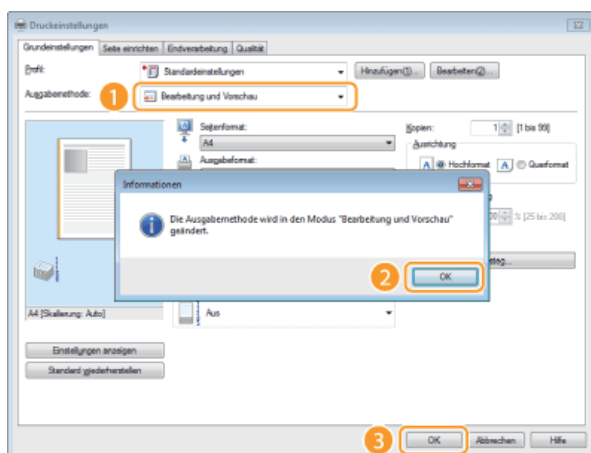 Druckeinstellungen
Grundeinstellungen Seite einrichten Endverarbeitung Qualität
Profil: Standardeinstellungen Hinzufügen(1)... Bearbeiten(2)...
Ausgabemethode: 1 Bearbeitung und Vorschau
Seitenformat: Kopien: 1 [1 bis 99]
A4 Ausrichtung
Ausgabeformat: A Hochformat A Querformat
Informationen
00 % [25 bis 200]
Die Ausgabemethode wird in den Modus "Bearbeitung und Vorschau"
geändert.
2 OK
A4 [Skalierung: Auto] Aus
Einstellungen anzeigen
Standard wiederherstellen
3 OK Abbrechen Hilfe